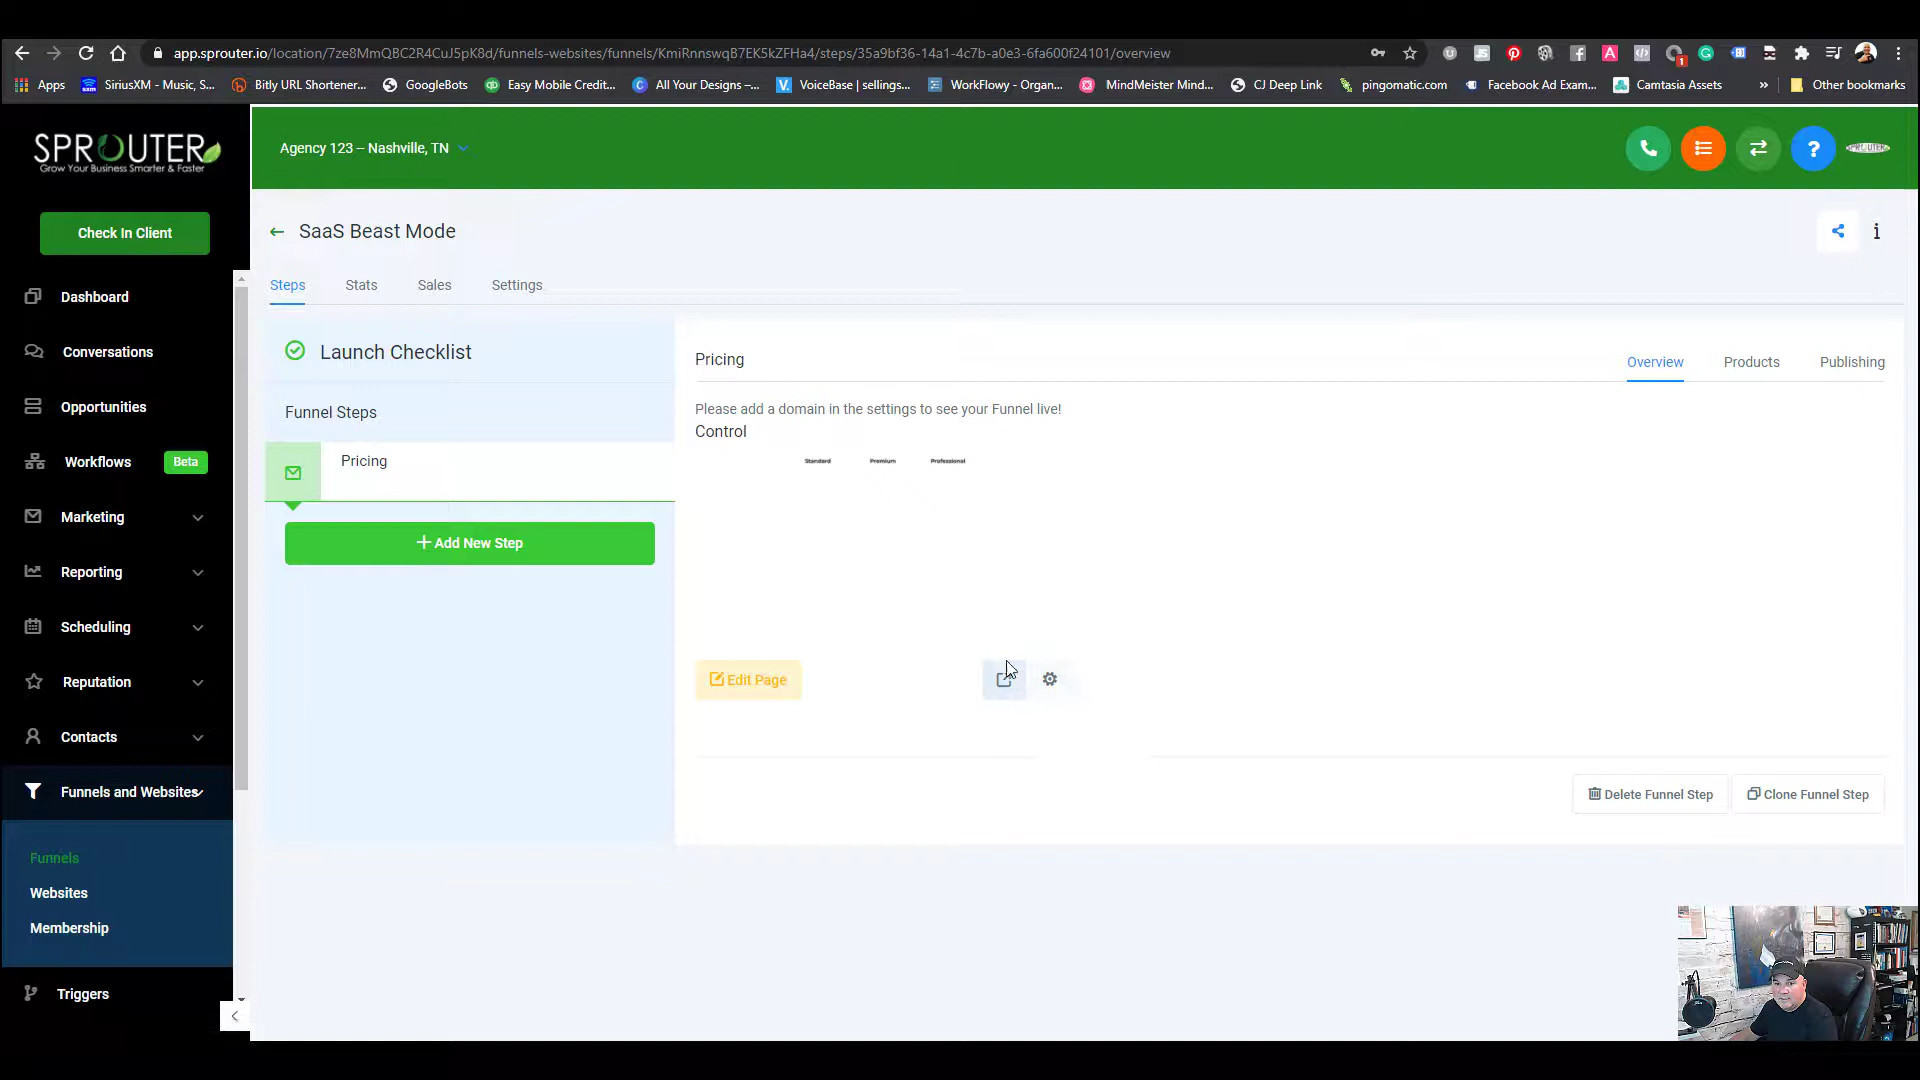 app.sprouter.io/location/7ze8MmQBC2R4CuJ5pK8d/funnels-websites/funnels/KmiRnnswqB7EK5kZFHa4/steps/35a9bf36-14a1-4c7b-a0e3-6fa600f24101/overview
Apps SiriusXM - Music, S... Bitly URL Shortener... GoogleBots Easy Mobile Credit... All Your Designs –... VoiceBase | sellings... WorkFlowy - Organ... MindMeister Mind... CJ Deep Link pingomatic.com Facebook Ad Exam... Camtasia Assets » Other bookmarks
SPROUTER
Grow Your Business Smarter & Faster
Agency 123 – Nashville, TN
SPROUTER
Check In Client
SaaS Beast Mode
Steps Stats Sales Settings
Dashboard
Conversations
Opportunities
Workflows Beta
Marketing
Reporting
Scheduling
Reputation
Contacts
Funnels and Websites
Funnels
Websites
Membership
Triggers
Launch Checklist
Funnel Steps
Pricing
+ Add New Step
Pricing
Overview Products Publishing
Please add a domain in the settings to see your Funnel live!
Control
Standard Premium Professional
Edit Page
Delete Funnel Step Clone Funnel Step